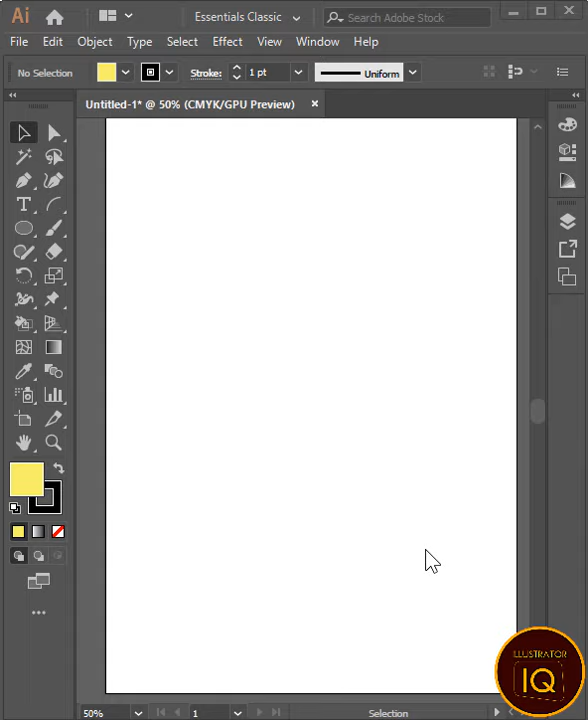 Ai Essentials Classic Search Adobe Stock
File Edit Object Type Select Effect View Window Help
No Selection Stroke: 1 pt Uniform
Untitled-1* @ 50% (CMYK/GPU Preview)
T
ILLUSTRATOR
IQ
50% 1 Selection